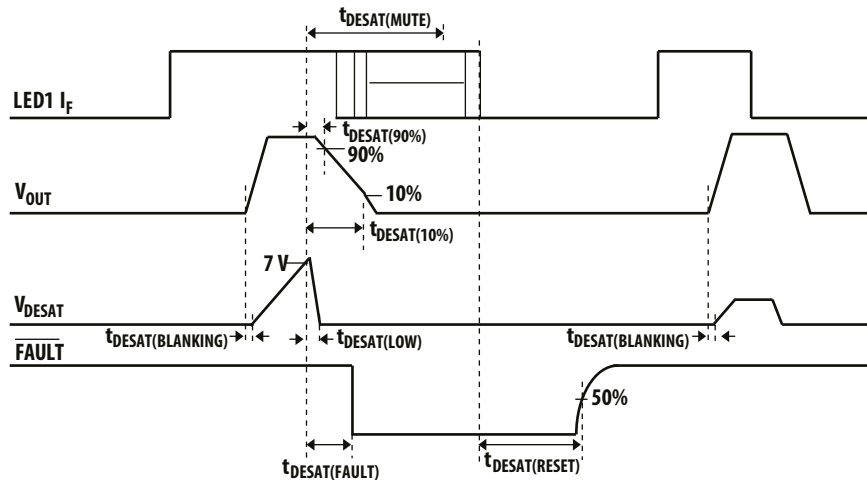 tDESAT(MUTE)
LED1 IF
tDESAT(90%)
90%
VOUT
10%
tDESAT(10%)
7 V
VDESAT
tDESAT(BLANKING)
tDESAT(LOW)
tDESAT(BLANKING)
FAULT
50%
tDESAT(FAULT)
tDESAT(RESET)